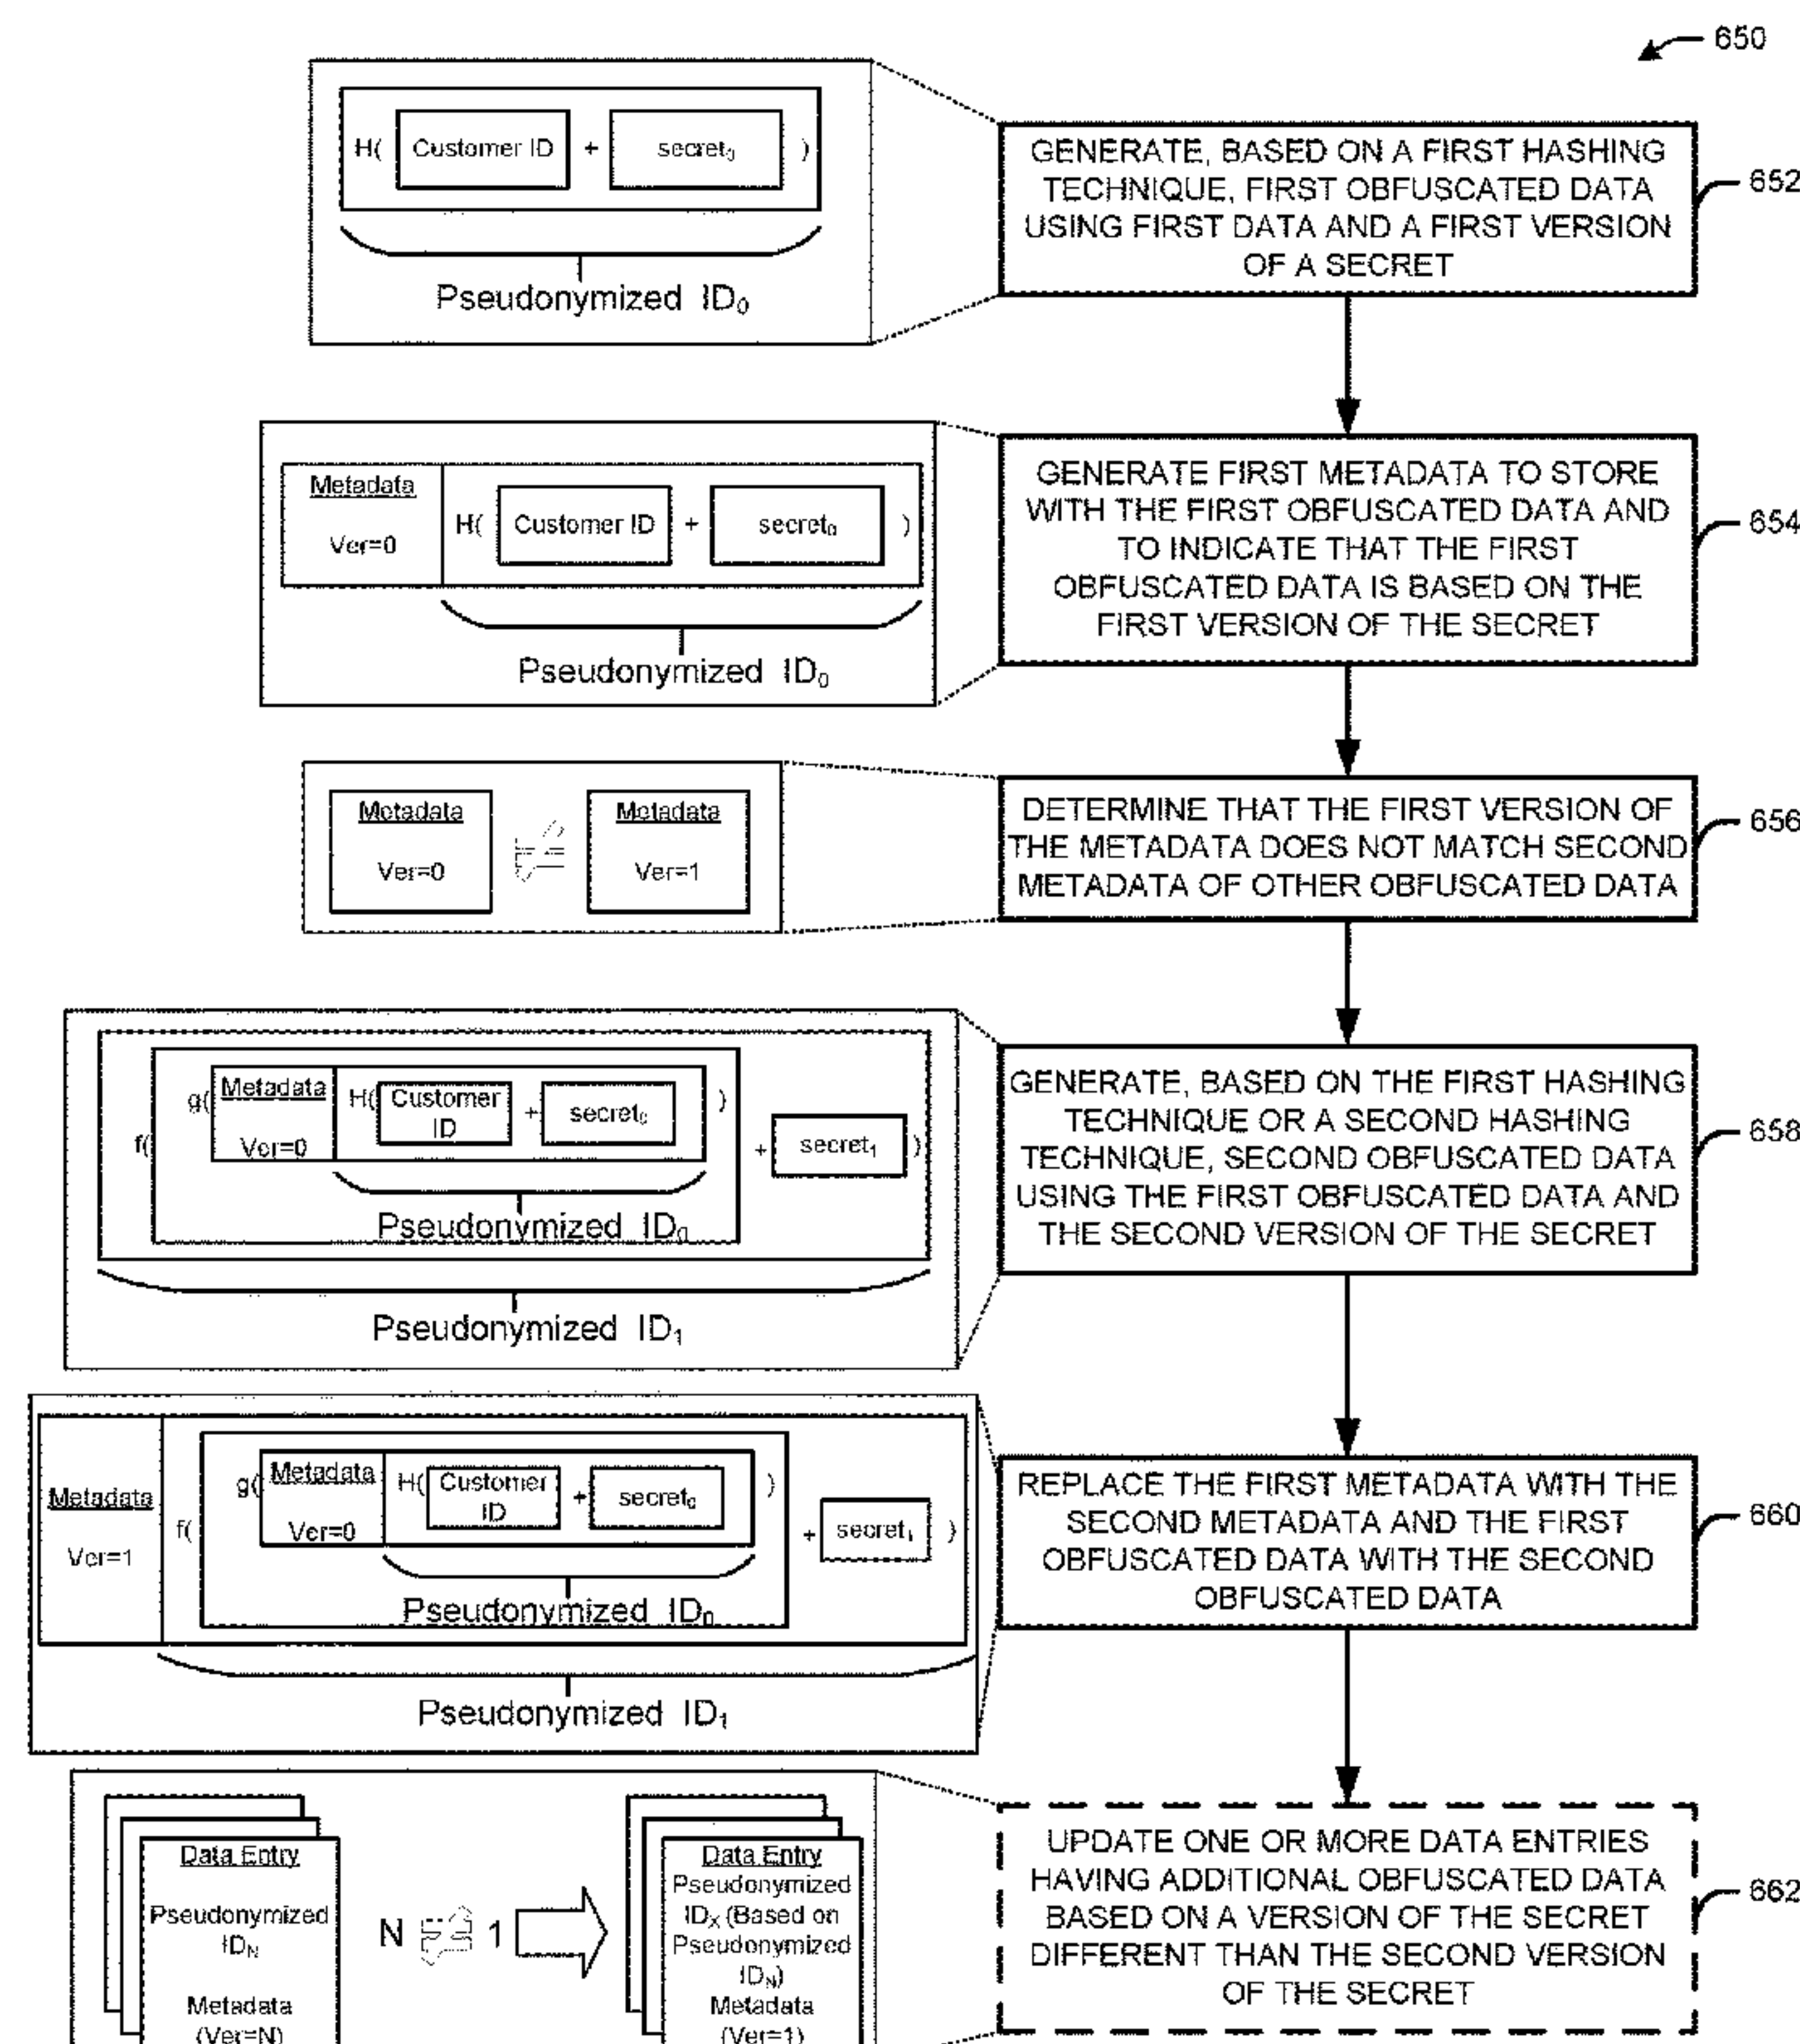 650
H( Customer ID + secret₀ )
Pseudonymized ID₀
GENERATE, BASED ON A FIRST HASHING
TECHNIQUE, FIRST OBFUSCATED DATA
USING FIRST DATA AND A FIRST VERSION
OF A SECRET
652
Metadata
Ver=0
H( Customer ID + secret₀ )
Pseudonymized ID₀
GENERATE FIRST METADATA TO STORE
WITH THE FIRST OBFUSCATED DATA AND
TO INDICATE THAT THE FIRST
OBFUSCATED DATA IS BASED ON THE
FIRST VERSION OF THE SECRET
654
Metadata
Ver=0
≠
Metadata
Ver=1
DETERMINE THAT THE FIRST VERSION OF
THE METADATA DOES NOT MATCH SECOND
METADATA OF OTHER OBFUSCATED DATA
656
f(
g(
Metadata
Ver=0
H(
Customer
ID
+
secret₀
)
+
secret₁
)
Pseudonymized ID₀
Pseudonymized ID₁
GENERATE, BASED ON THE FIRST HASHING
TECHNIQUE OR A SECOND HASHING
TECHNIQUE, SECOND OBFUSCATED DATA
USING THE FIRST OBFUSCATED DATA AND
THE SECOND VERSION OF THE SECRET
658
Metadata
Ver=1
f(
g(
Metadata
Ver=0
H(
Customer
ID
+
secret₀
)
+
secret₁
)
Pseudonymized ID₀
Pseudonymized ID₁
REPLACE THE FIRST METADATA WITH THE
SECOND METADATA AND THE FIRST
OBFUSCATED DATA WITH THE SECOND
OBFUSCATED DATA
660
Data Entry
Pseudonymized
ID_N
Metadata
(Ver=N)
N ≠ 1
Data Entry
Pseudonymized
ID_X (Based on
Pseudonymized
ID_N)
Metadata
(Ver=1)
UPDATE ONE OR MORE DATA ENTRIES
HAVING ADDITIONAL OBFUSCATED DATA
BASED ON A VERSION OF THE SECRET
DIFFERENT THAN THE SECOND VERSION
OF THE SECRET
662